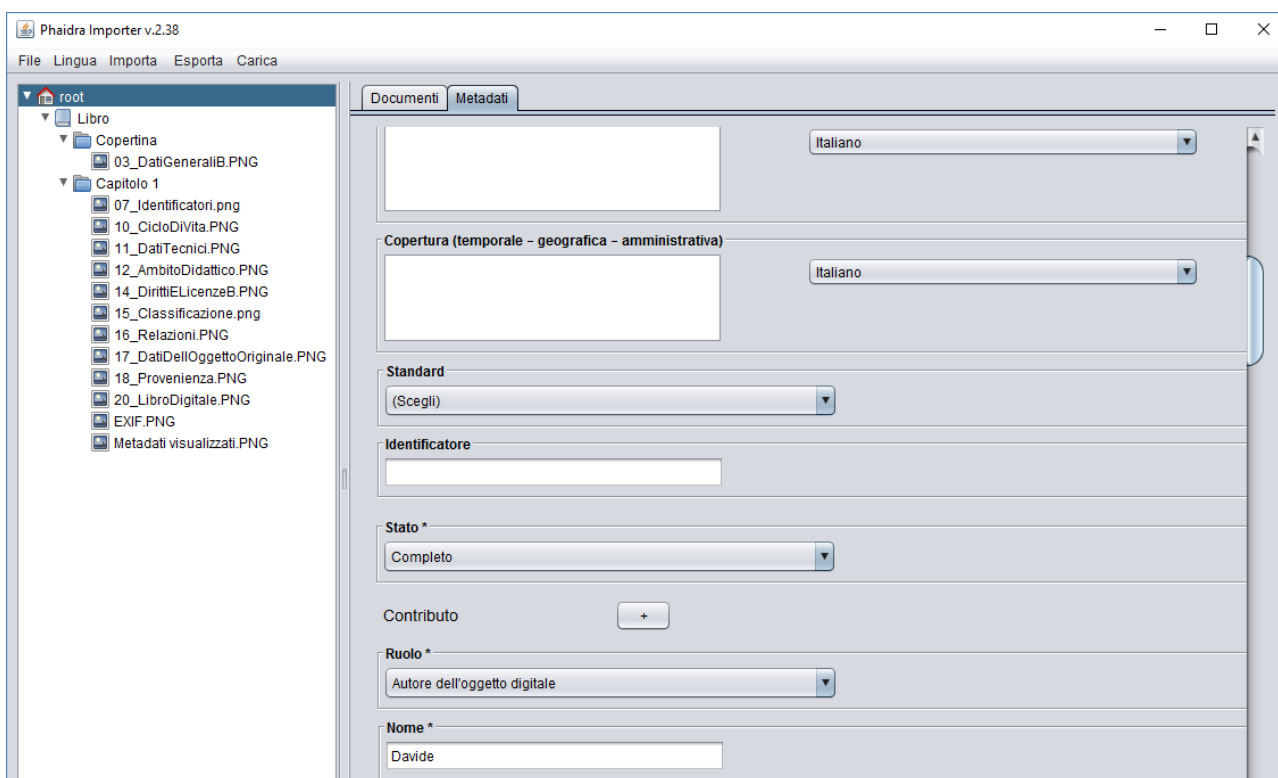 Phaidra Importer v.2.38
File Lingua Importa Esporta Carica
root
Libro
Copertina
03_DatiGeneraliB.PNG
Capitolo 1
07_Identificatori.png
10_CicloDiVita.PNG
11_DatiTecnici.PNG
12_AmbitoDidattico.PNG
14_DirittiELicenzeB.PNG
15_Classificazione.png
16_Relazioni.PNG
17_DatiDellOggettoOriginale.PNG
18_Provenienza.PNG
20_LibroDigitale.PNG
EXIF.PNG
Metadati visualizzati.PNG
Documenti Metadati
Italiano
Copertura (temporale – geografica – amministrativa)
Italiano
Standard
(Scegli)
Identificatore
Stato *
Completo
Contributo +
Ruolo *
Autore dell'oggetto digitale
Nome *
Davide